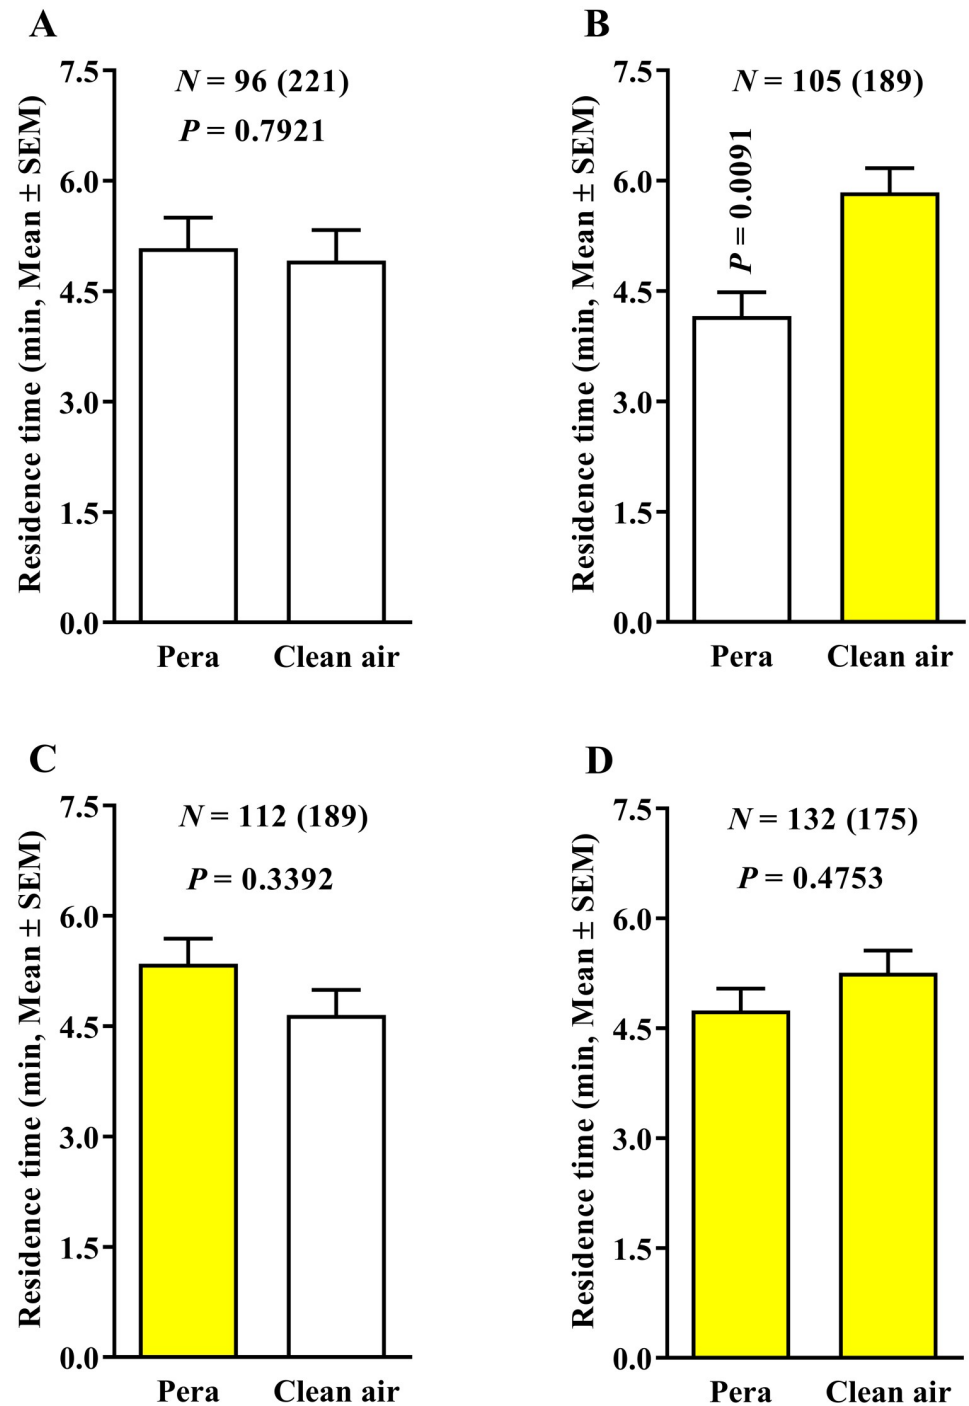 A
N = 96 (221)
P = 0.7921
Residence time (min, Mean ± SEM)
7.5
6.0
4.5
3.0
1.5
0.0
Pera
Clean air
B
N = 105 (189)
P = 0.0091
Residence time (min, Mean ± SEM)
7.5
6.0
4.5
3.0
1.5
0.0
Pera
Clean air
C
N = 112 (189)
P = 0.3392
Residence time (min, Mean ± SEM)
7.5
6.0
4.5
3.0
1.5
0.0
Pera
Clean air
D
N = 132 (175)
P = 0.4753
Residence time (min, Mean ± SEM)
7.5
6.0
4.5
3.0
1.5
0.0
Pera
Clean air